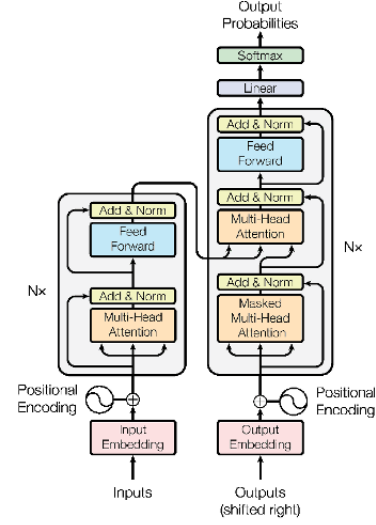 Output
Probabilities
Softmax
Linear
Add & Norm
Feed
Forward
Add & Norm
Multi-Head
Attention
Add & Norm
Masked
Multi-Head
Attention
N×
Add & Norm
Feed
Forward
Add & Norm
Multi-Head
Attention
N×
Positional
Encoding
Positional
Encoding
Input
Embedding
Output
Embedding
Inputs
Outputs
(shifted right)